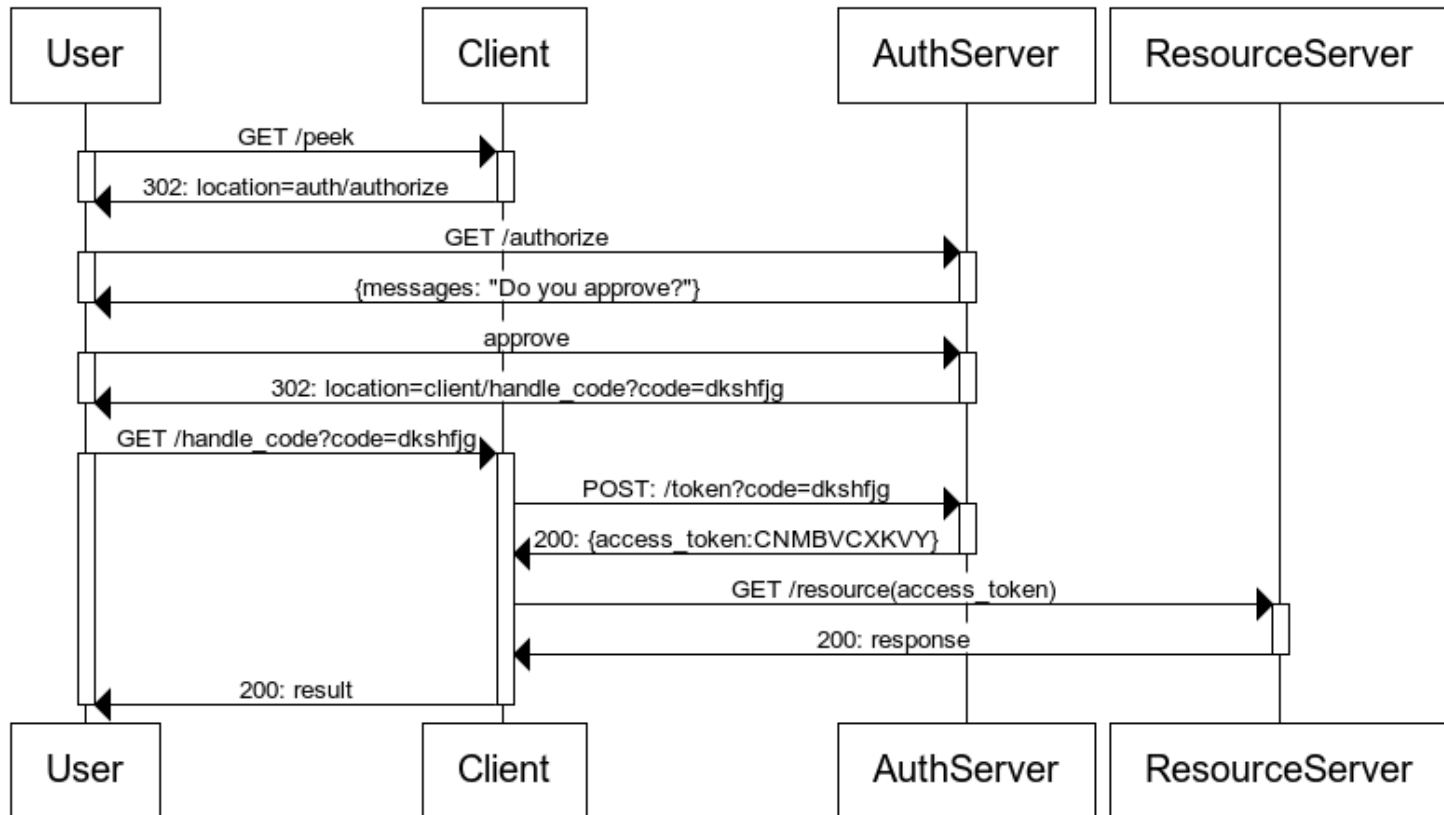 User
Client
AuthServer
ResourceServer
GET /peek
302: location=auth/authorize
GET /authorize
{messages: "Do you approve?"}
approve
302: location=client/handle_code?code=dkshfjg
GET /handle_code?code=dkshfjg
POST: /token?code=dkshfjg
200: {access_token:CNMBVCXKVY}
GET /resource(access_token)
200: response
200: result
User
Client
AuthServer
ResourceServer